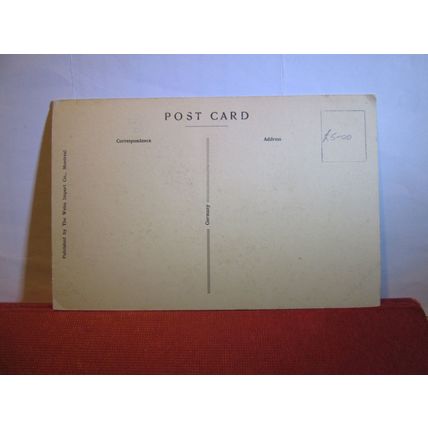 POST CARD
Correspondence
Address
£5-00
Germany
Published by The Weiss Import Co., Montreal